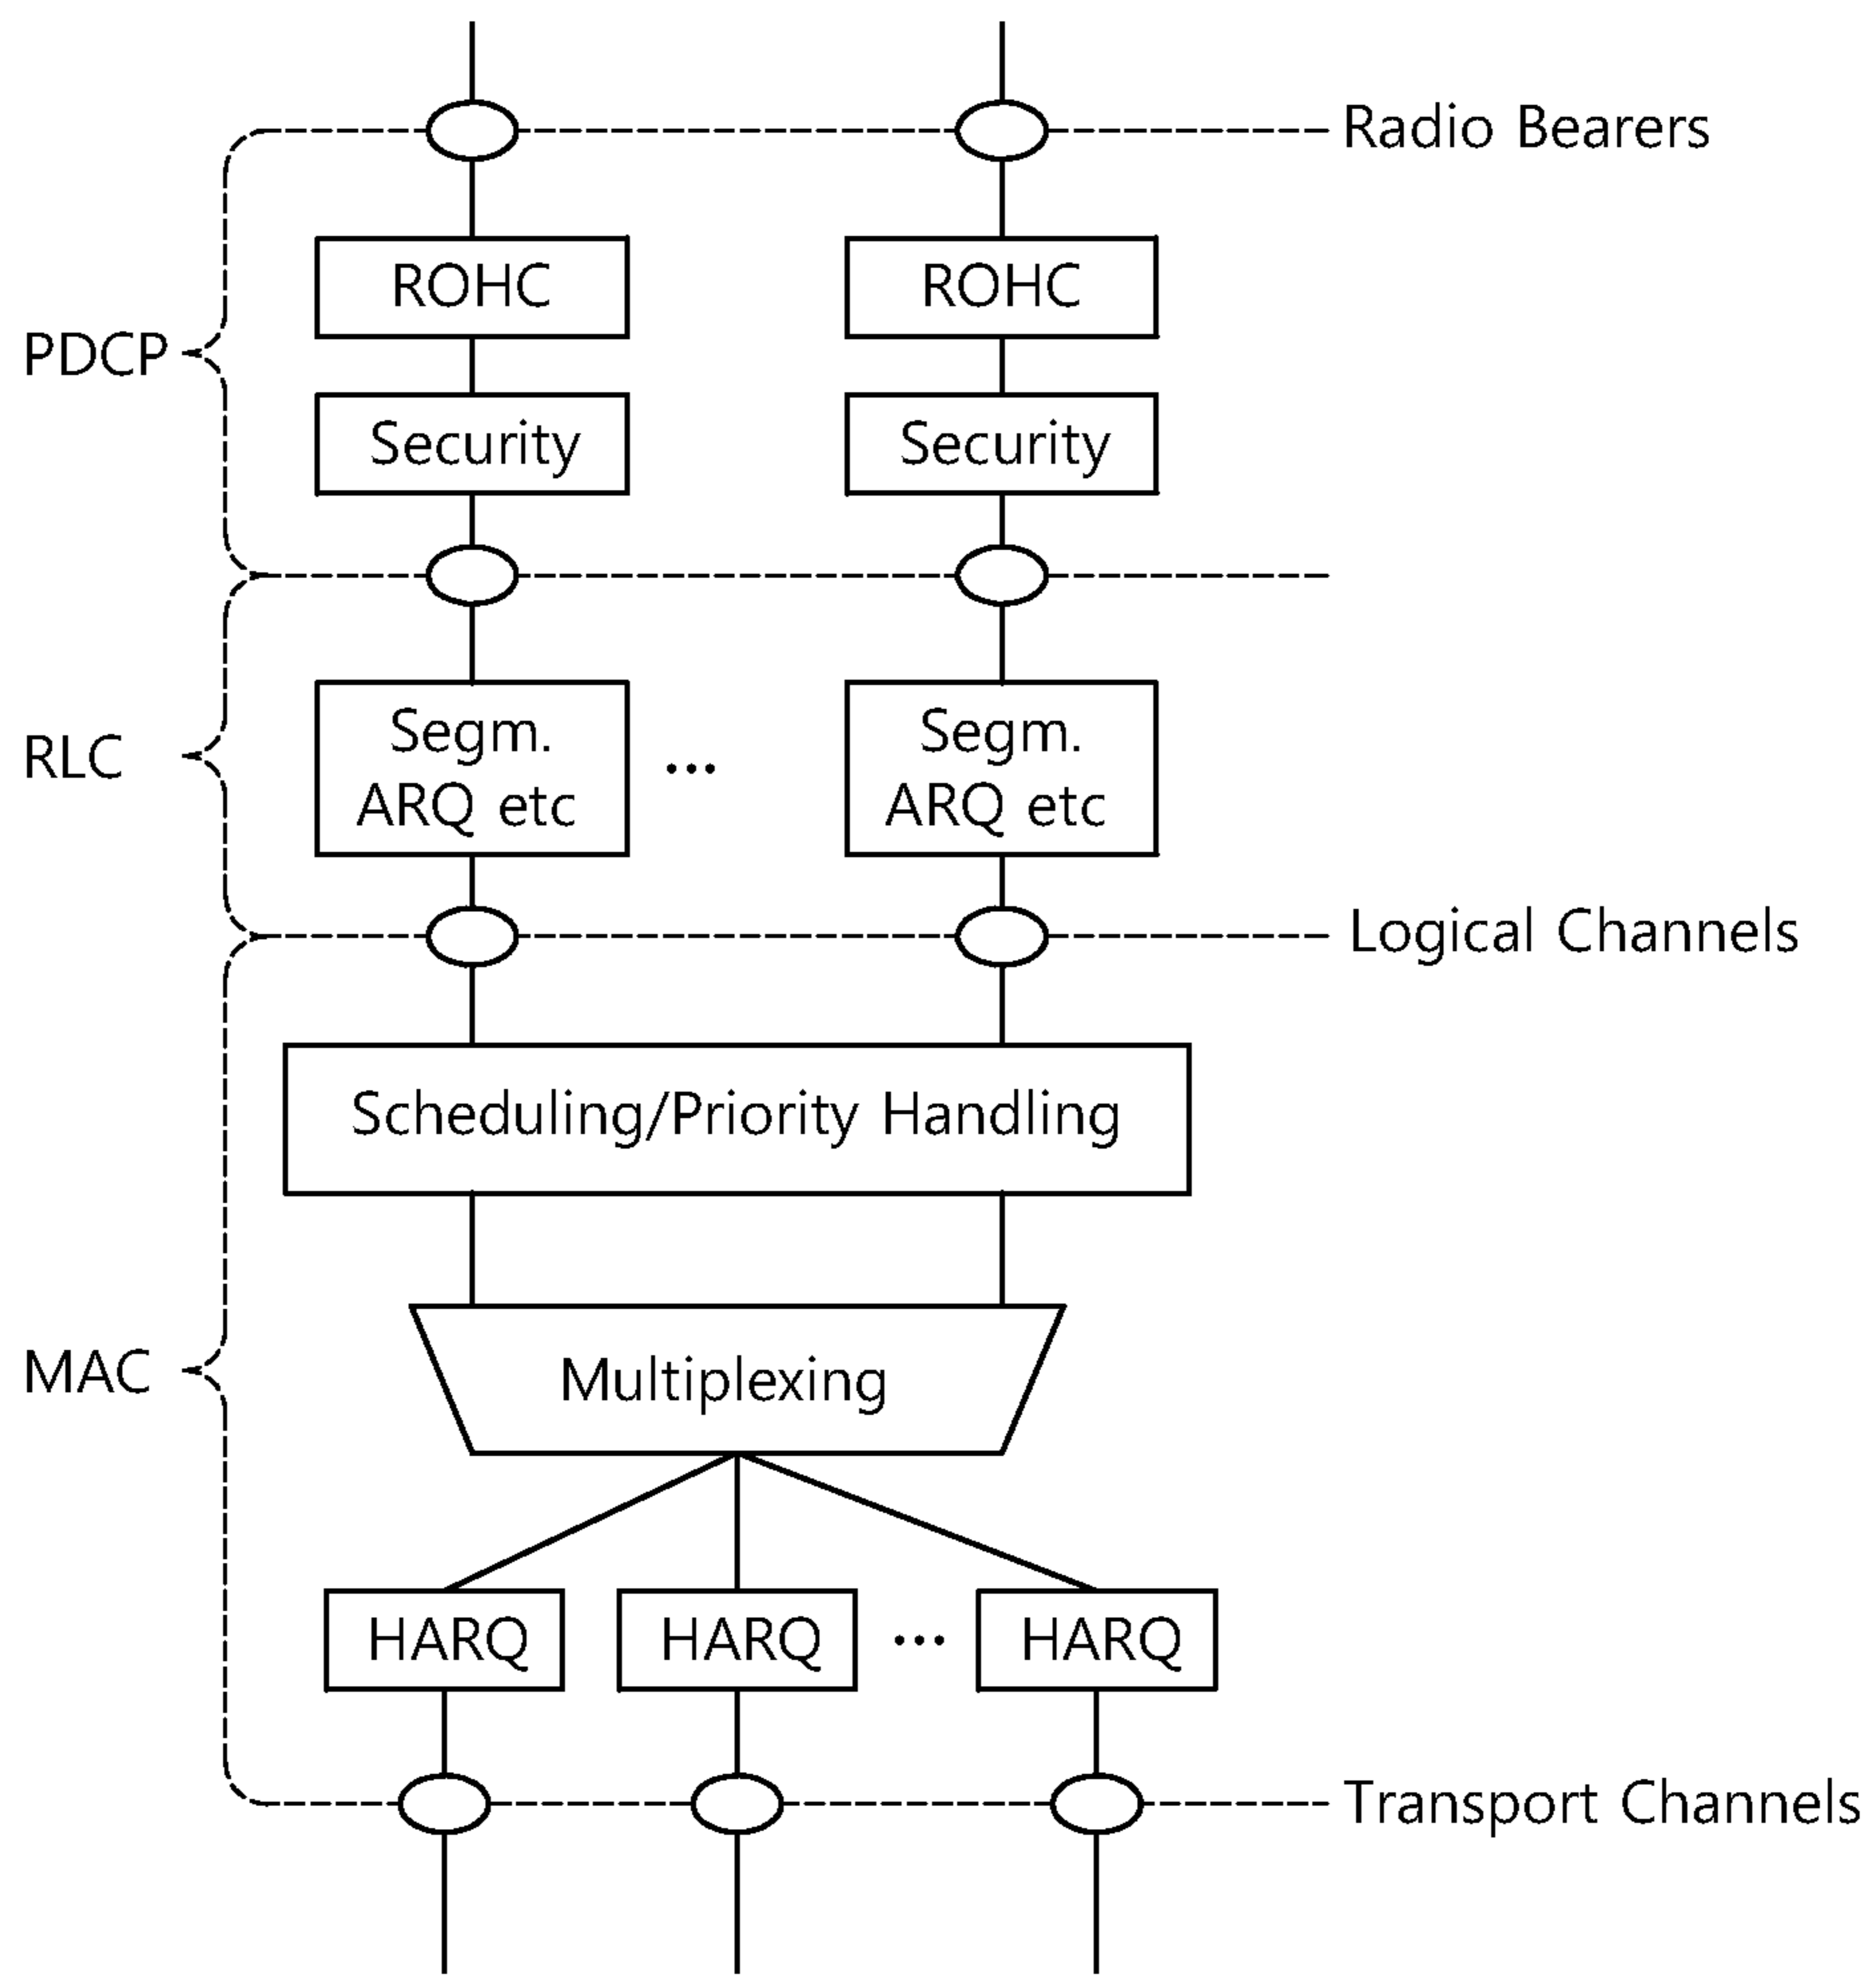 Radio Bearers
ROHC ROHC
PDCP
Security Security
Segm. Segm.
RLC
ARQ etc ... ARQ etc
Logical Channels
Scheduling/Priority Handling
MAC
Multiplexing
HARQ HARQ ... HARQ
Transport Channels